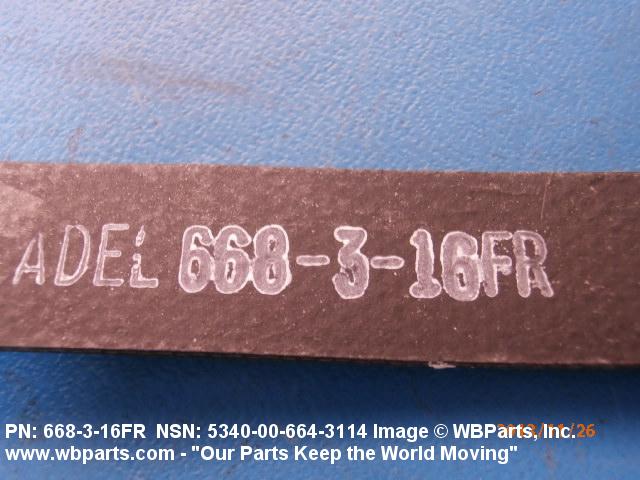 ADEL 668-3-16FR
PN: 668-3-16FR NSN: 5340-00-664-3114 Image © WBParts, Inc.
www.wbparts.com - "Our Parts Keep the World Moving"